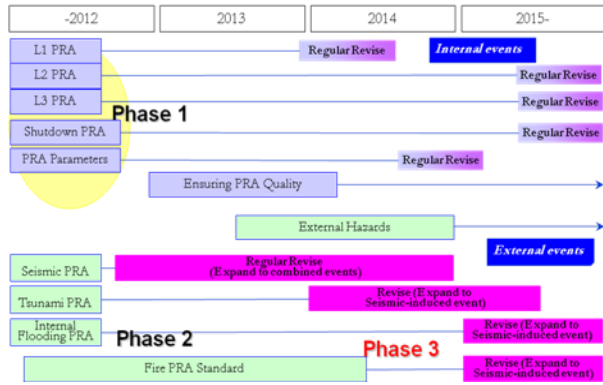 -2012 2013 2014 2015-
L1 PRA Regular Revise Internal events
L2 PRA Regular Revise
L3 PRA Regular Revise
Phase 1
Shutdown PRA Regular Revise
PRA Parameters Regular Revise
Ensuring PRA Quality
External Hazards
External events
Seismic PRA Regular Revise
(Expand to combined events)
Tsunami PRA Revise (Expand to
Seismic-induced event)
Internal
Flooding PRA Phase 2 Revise (Expand to
Seismic-induced event)
Phase 3
Fire PRA Standard Revise (Expand to
Seismic-induced event)